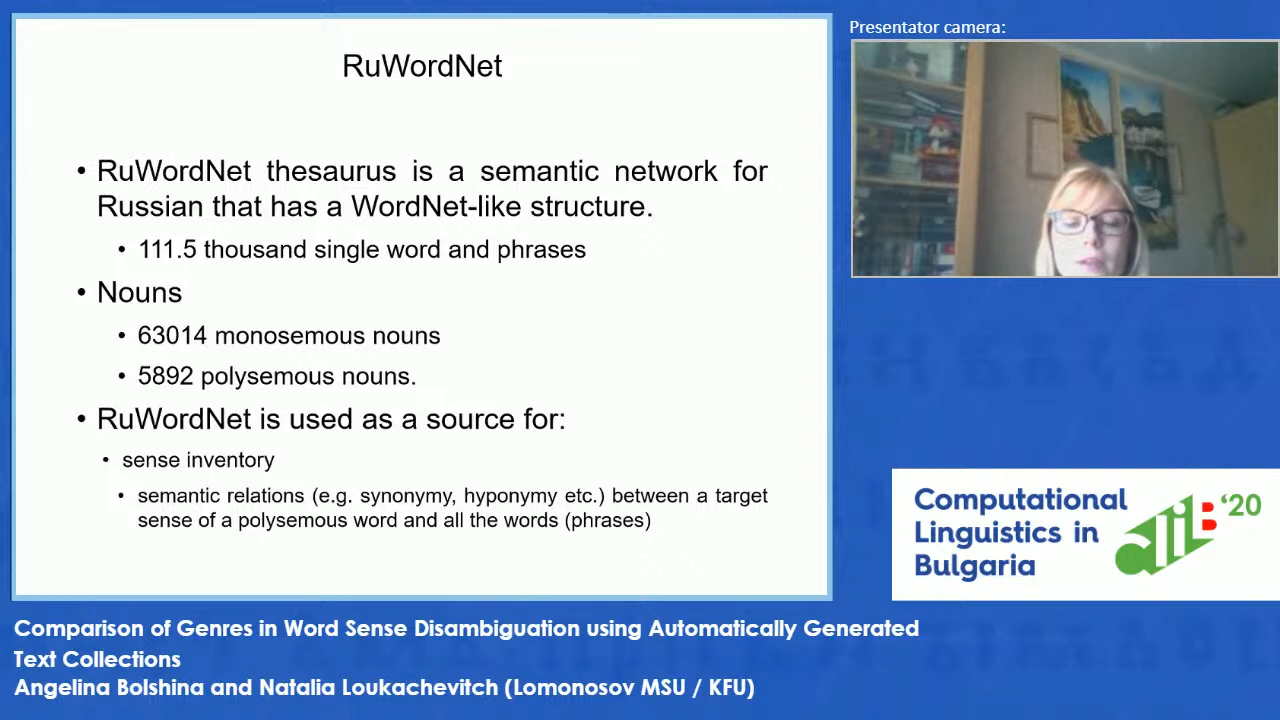 RuWordNet
• RuWordNet thesaurus is a semantic network for
Russian that has a WordNet-like structure.
• 111.5 thousand single word and phrases
• Nouns
• 63014 monosemous nouns
• 5892 polysemous nouns.
• RuWordNet is used as a source for:
• sense inventory
• semantic relations (e.g. synonymy, hyponymy etc.) between a target
sense of a polysemous word and all the words (phrases)
Presentator camera:
Computational
Linguistics in
Bulgaria
CLIB '20
Comparison of Genres in Word Sense Disambiguation using Automatically Generated
Text Collections
Angelina Bolshina and Natalia Loukachevitch (Lomonosov MSU / KFU)